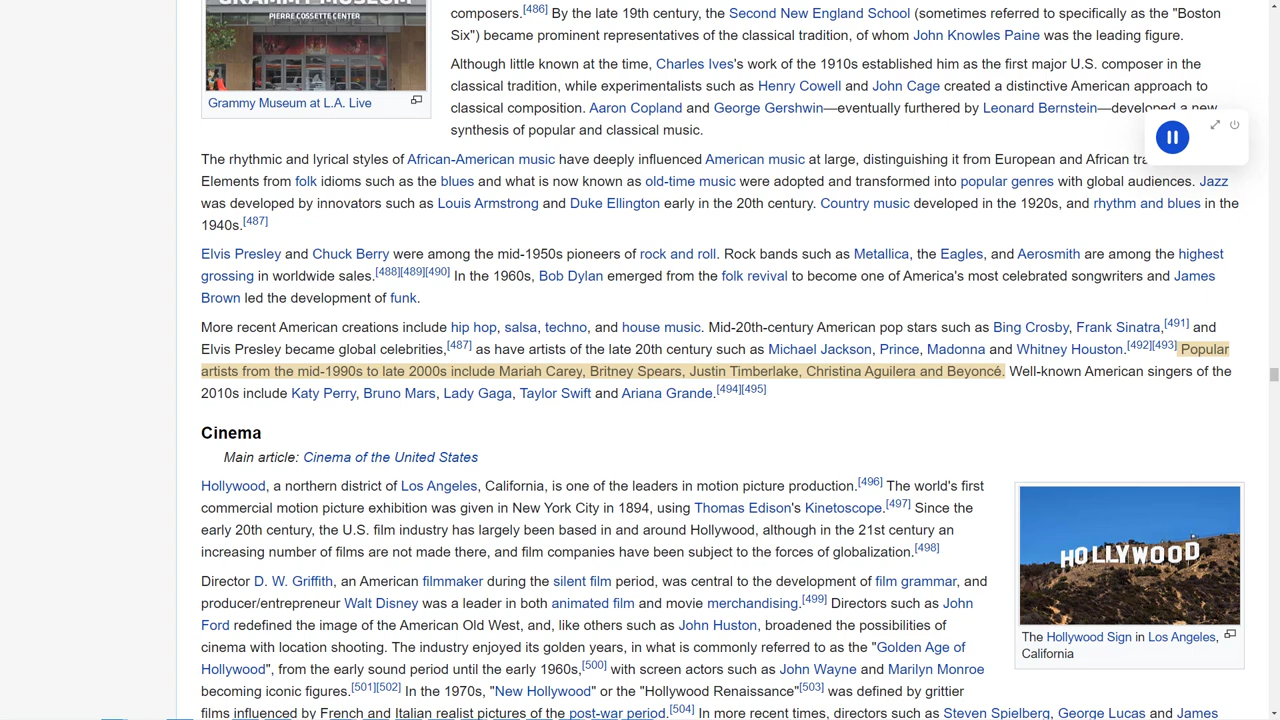 GRAMMY MUSEUM
PIERRE COSSETTE CENTER
Grammy Museum at L.A. Live
composers.[486] By the late 19th century, the Second New England School (sometimes referred to specifically as the "Boston
Six") became prominent representatives of the classical tradition, of whom John Knowles Paine was the leading figure.
Although little known at the time, Charles Ives's work of the 1910s established him as the first major U.S. composer in the
classical tradition, while experimentalists such as Henry Cowell and John Cage created a distinctive American approach to
classical composition. Aaron Copland and George Gershwin—eventually furthered by Leonard Bernstein—developed a new
synthesis of popular and classical music.
The rhythmic and lyrical styles of African-American music have deeply influenced American music at large, distinguishing it from European and African
Elements from folk idioms such as the blues and what is now known as old-time music were adopted and transformed into popular genres with global audiences. Jazz
was developed by innovators such as Louis Armstrong and Duke Ellington early in the 20th century. Country music developed in the 1920s, and rhythm and blues in the
1940s.[487]
Elvis Presley and Chuck Berry were among the mid-1950s pioneers of rock and roll. Rock bands such as Metallica, the Eagles, and Aerosmith are among the highest
grossing in worldwide sales.[488][489][490] In the 1960s, Bob Dylan emerged from the folk revival to become one of America's most celebrated songwriters and James
Brown led the development of funk.
More recent American creations include hip hop, salsa, techno, and house music. Mid-20th-century American pop stars such as Bing Crosby, Frank Sinatra,[491] and
Elvis Presley became global celebrities,[487] as have artists of the late 20th century such as Michael Jackson, Prince, Madonna and Whitney Houston.[492][493] Popular
artists from the mid-1990s to late 2000s include Mariah Carey, Britney Spears, Justin Timberlake, Christina Aguilera and Beyoncé. Well-known American singers of the
2010s include Katy Perry, Bruno Mars, Lady Gaga, Taylor Swift and Ariana Grande.[494][495]
Cinema
Main article: Cinema of the United States
Hollywood, a northern district of Los Angeles, California, is one of the leaders in motion picture production.[496] The world's first
commercial motion picture exhibition was given in New York City in 1894, using Thomas Edison's Kinetoscope.[497] Since the
early 20th century, the U.S. film industry has largely been based in and around Hollywood, although in the 21st century an
increasing number of films are not made there, and film companies have been subject to the forces of globalization.[498]
Director D. W. Griffith, an American filmmaker during the silent film period, was central to the development of film grammar, and
producer/entrepreneur Walt Disney was a leader in both animated film and movie merchandising.[499] Directors such as John
Ford redefined the image of the American Old West, and, like others such as John Huston, broadened the possibilities of
cinema with location shooting. The industry enjoyed its golden years, in what is commonly referred to as the "Golden Age of
Hollywood", from the early sound period until the early 1960s,[500] with screen actors such as John Wayne and Marilyn Monroe
becoming iconic figures.[501][502] In the 1970s, "New Hollywood" or the "Hollywood Renaissance"[503] was defined by grittier
films influenced by French and Italian realist pictures of the post-war period.[504] In more recent times, directors such as Steven Spielberg, George Lucas and James
HOLLYWOOD
The Hollywood Sign in Los Angeles,
California